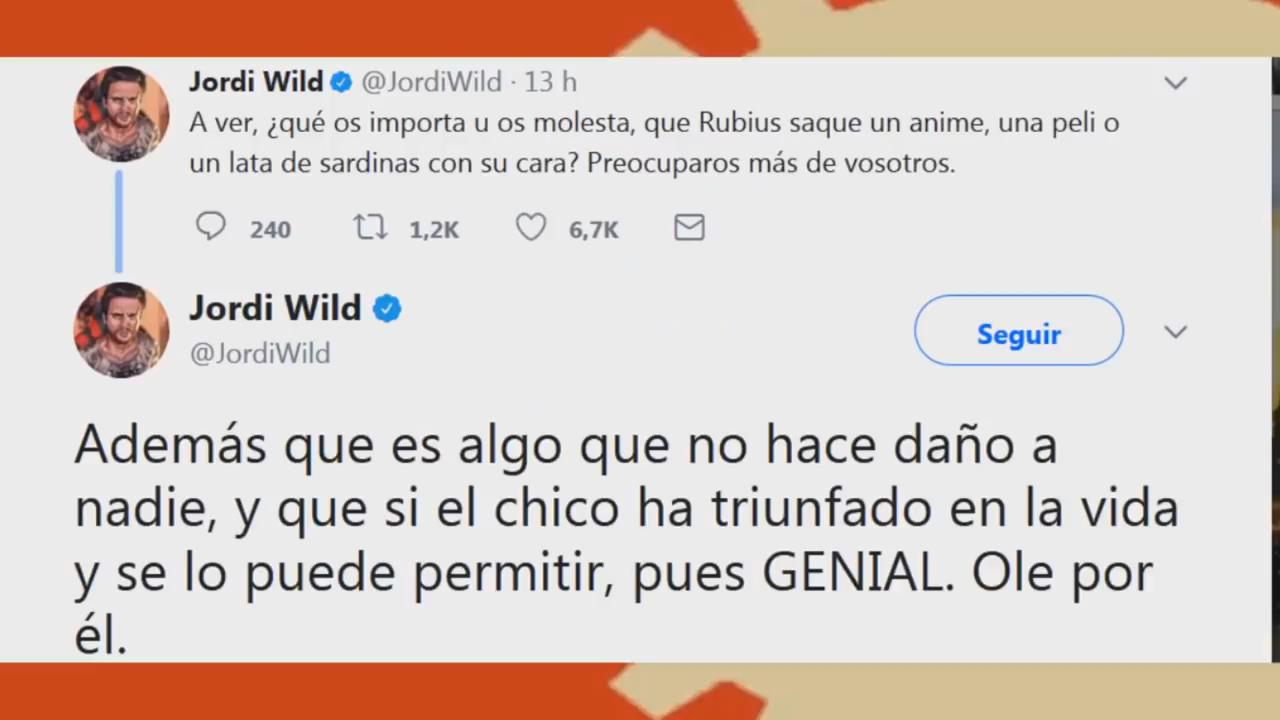 Jordi Wild @JordiWild · 13 h
A ver, ¿qué os importa u os molesta, que Rubius saque un anime, una peli o
un lata de sardinas con su cara? Preocuparos más de vosotros.
240 1,2K 6,7K
Jordi Wild
@JordiWild
Seguir
Además que es algo que no hace daño a
nadie, y que si el chico ha triunfado en la vida
y se lo puede permitir, pues GENIAL. Ole por
él.